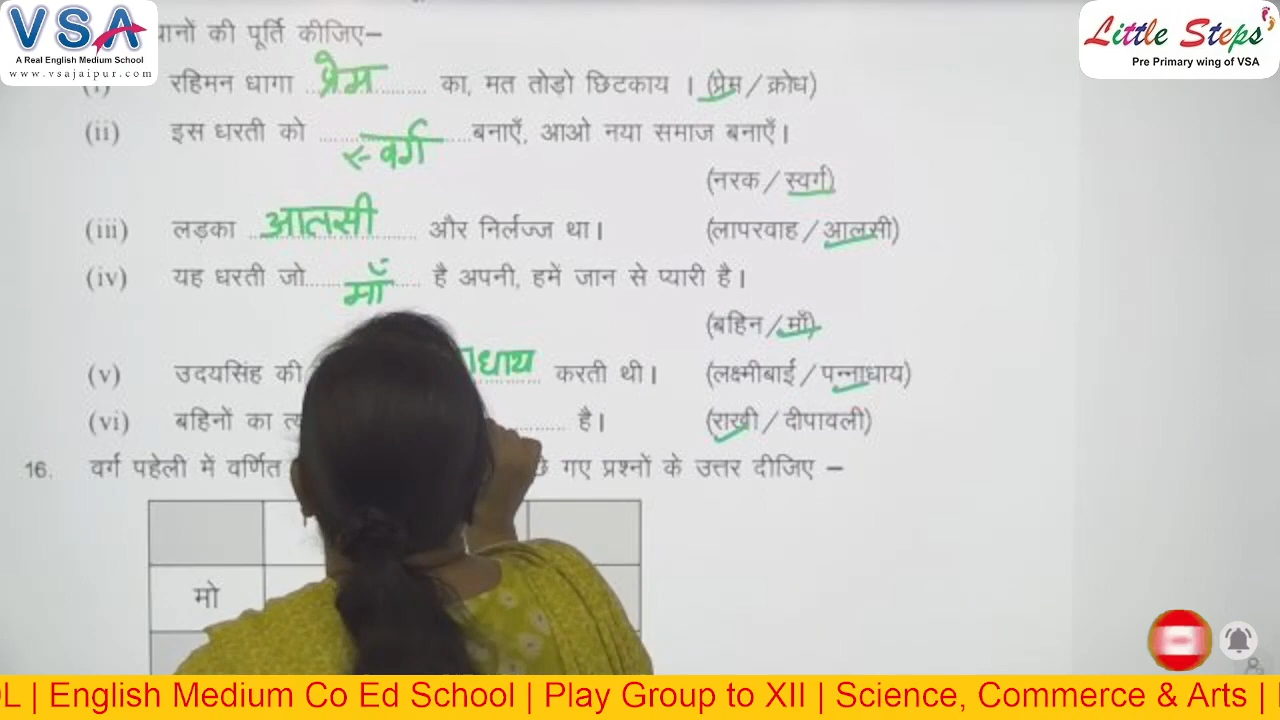 VSA
A Real English Medium School
www.vsajaipur.com
Little Steps
Pre Primary wing of VSA
की पूर्ति कीजिए–
(i) रहिमन धागा प्रेम का, मत तोड़ो छिटकाय । (प्रेम / क्रोध)
(ii) इस धरती को स्वर्ग बनाएँ, आओ नया समाज बनाएँ।
(नरक / स्वर्ग)
(iii) लड़का आलसी और निर्लज्ज था। (लापरवाह / आलसी)
(iv) यह धरती जो माँ है अपनी, हमें जान से प्यारी है।
(बहिन / माँ)
(v) उदयसिंह की धाय करती थी। (लक्ष्मीबाई / पन्नाधाय)
(vi) बहिनों का है। (राखी / दीपावली)
16. वर्ग पहेली में वर्णित गए प्रश्नों के उत्तर दीजिए –
मो
| English Medium Co Ed School | Play Group to XII | Science, Commerce & Arts |